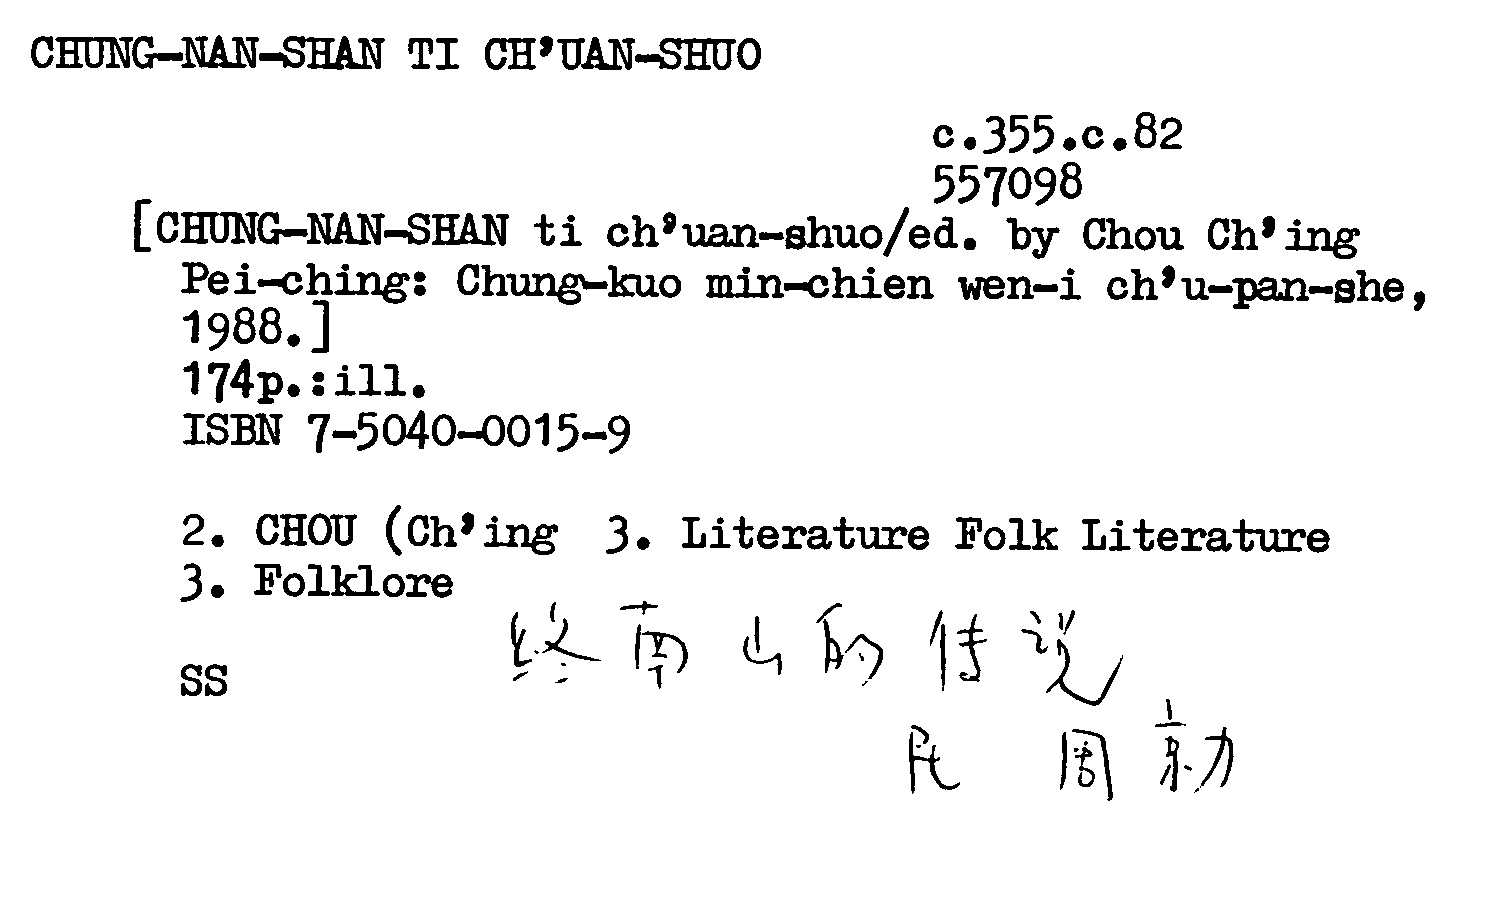 CHUNG-NAN-SHAN TI CH'UAN-SHUO
c.355.c.82
557098
[CHUNG-NAN-SHAN ti ch'uan-shuo/ed. by Chou Ch'ing
Pei-ching: Chung-kuo min-chien wen-i ch'u-pan-she,
1988.]
174p.:ill.
ISBN 7-5040-0015-9
2. CHOU (Ch'ing 3. Literature Folk Literature
3. Folklore
终南山的传说
SS
民 周勍